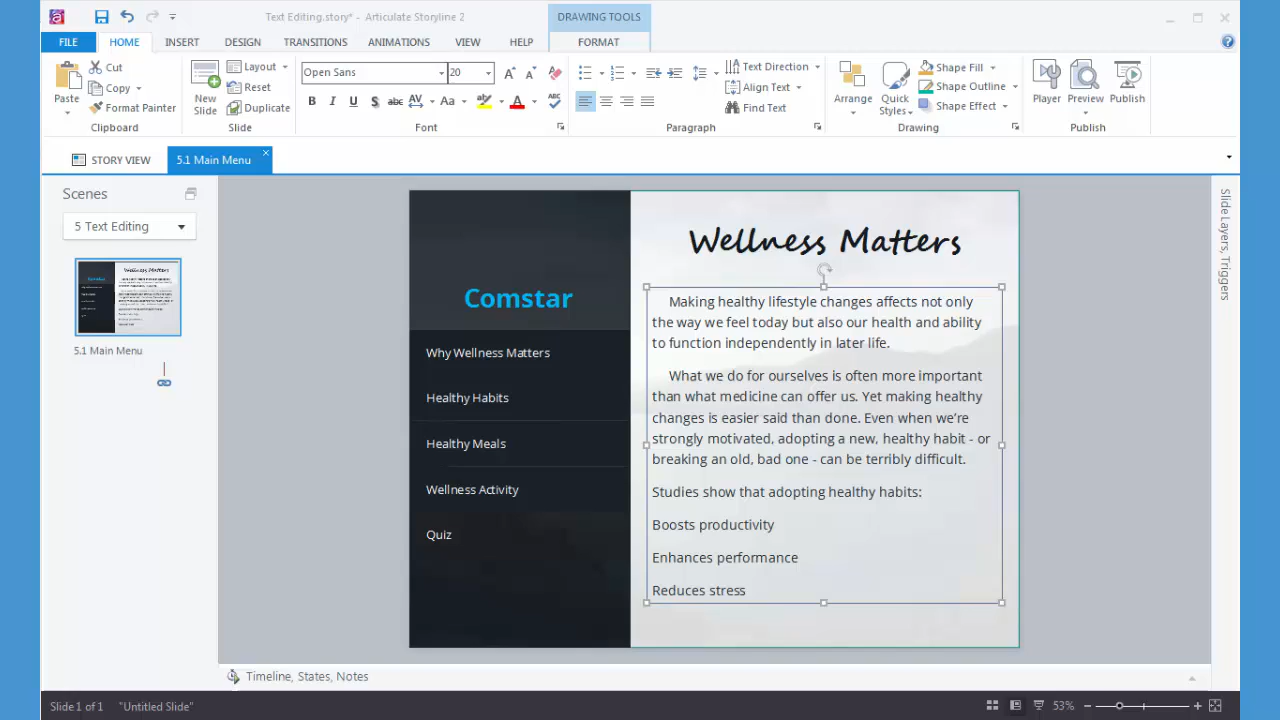 Text Editing.story* - Articulate Storyline 2
DRAWING TOOLS
FILE HOME INSERT DESIGN TRANSITIONS ANIMATIONS VIEW HELP FORMAT
Paste
Cut
Copy
Format Painter
Clipboard
New Slide
Layout
Reset
Duplicate
Slide
Open Sans 20
B I U S abc AV Aa A
Font
Text Direction
Align Text
Find Text
Paragraph
Arrange
Quick Styles
Shape Fill
Shape Outline
Shape Effect
Drawing
Player
Preview
Publish
Publish
STORY VIEW
5.1 Main Menu
Scenes
5 Text Editing
5.1 Main Menu
Comstar
Why Wellness Matters
Healthy Habits
Healthy Meals
Wellness Activity
Quiz
Wellness Matters
Making healthy lifestyle changes affects not only
the way we feel today but also our health and ability
to function independently in later life.
What we do for ourselves is often more important
than what medicine can offer us. Yet making healthy
changes is easier said than done. Even when we’re
strongly motivated, adopting a new, healthy habit - or
breaking an old, bad one - can be terribly difficult.
Studies show that adopting healthy habits:
Boosts productivity
Enhances performance
Reduces stress
Slide Layers, Triggers
Timeline, States, Notes
Slide 1 of 1 "Untitled Slide"
53%